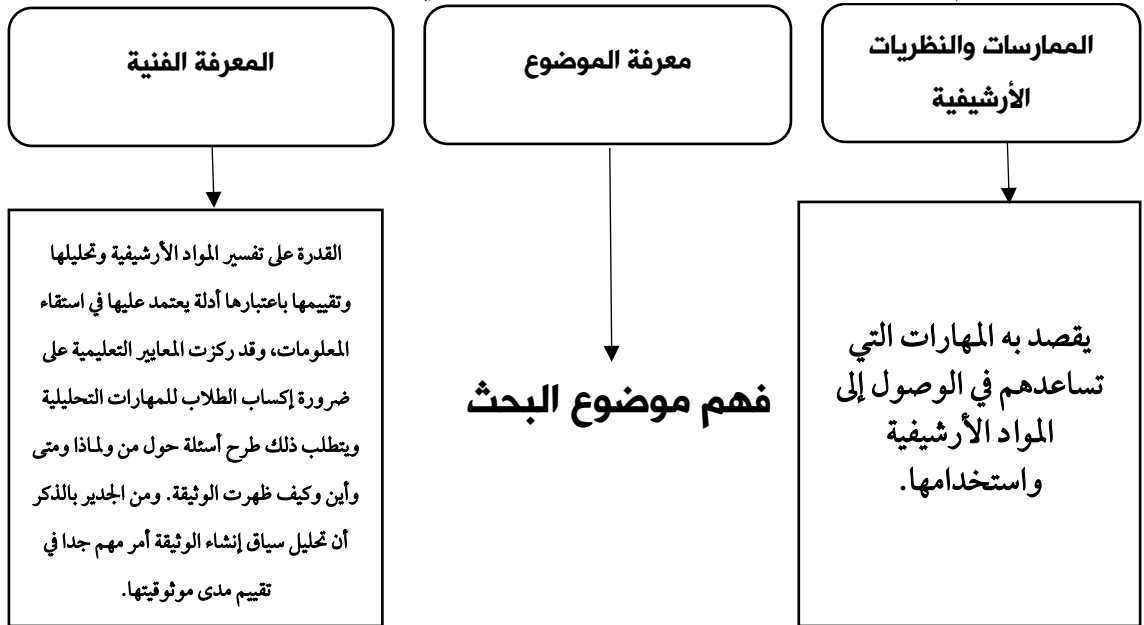 الممارسات والنظريات
الأرشيفية
معرفة الموضوع
المعرفة الفنية
يقصد به المهارات التي
تساعدهم في الوصول إلى
المواد الأرشيفية
واستخدامها.
فهم موضوع البحث
القدرة على تفسير المواد الأرشيفية وتحليلها
وتقييمها باعتبارها أدلة يعتمد عليها في استقاء
المعلومات، وقد ركزت المعايير التعليمية على
ضرورة إكساب الطلاب للمهارات التحليلية
ويتطلب ذلك طرح أسئلة حول من ولماذا ومتى
وأين وكيف ظهرت الوثيقة. ومن الجدير بالذكر
أن تحليل سياق إنشاء الوثيقة أمر مهم جدا في
تقييم مدى موثوقيتها.